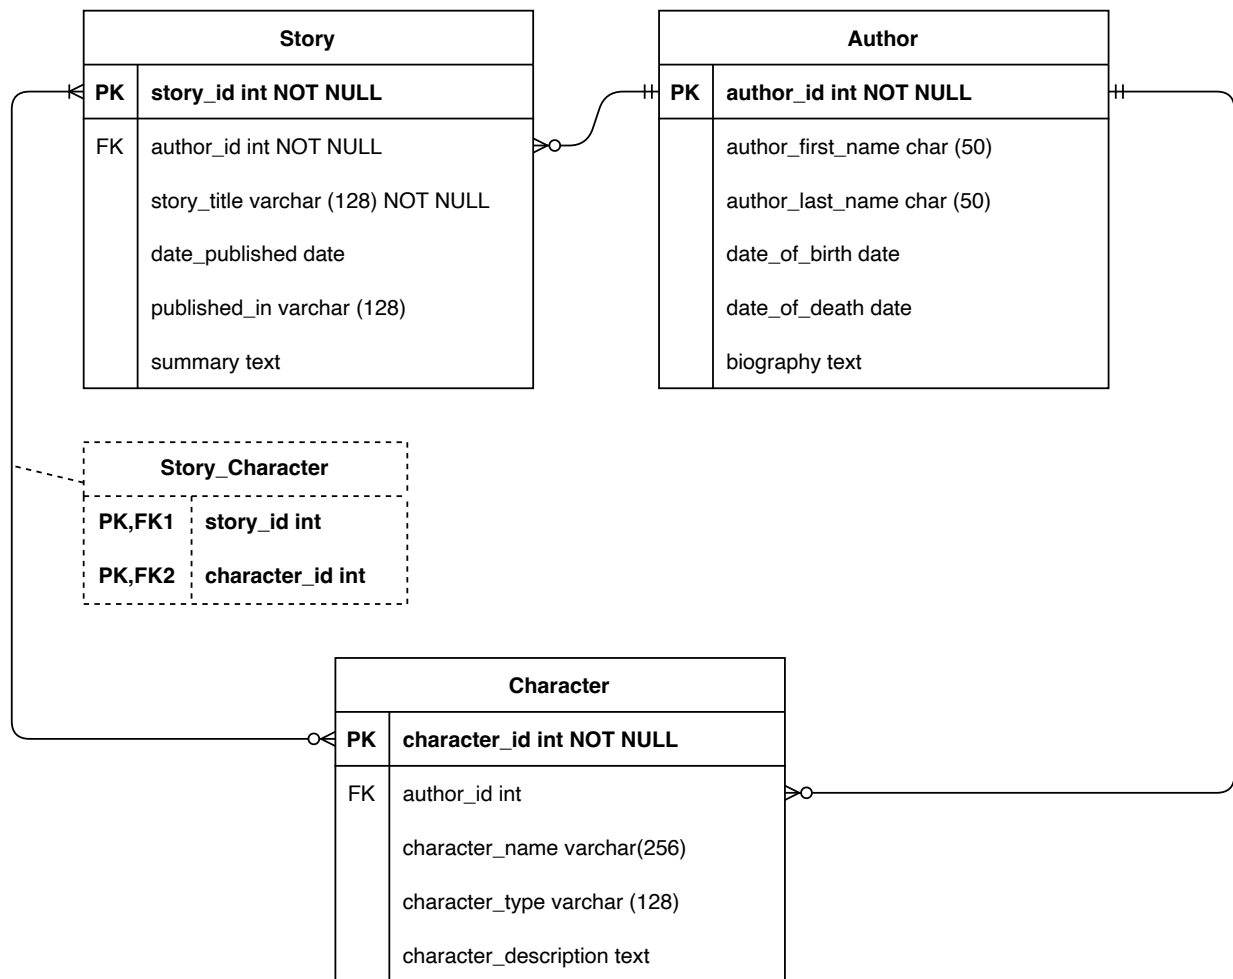 Story
PK story_id int NOT NULL
FK author_id int NOT NULL
story_title varchar (128) NOT NULL
date_published date
published_in varchar (128)
summary text
Author
PK author_id int NOT NULL
author_first_name char (50)
author_last_name char (50)
date_of_birth date
date_of_death date
biography text
Story_Character
PK,FK1 story_id int
PK,FK2 character_id int
Character
PK character_id int NOT NULL
FK author_id int
character_name varchar(256)
character_type varchar (128)
character_description text